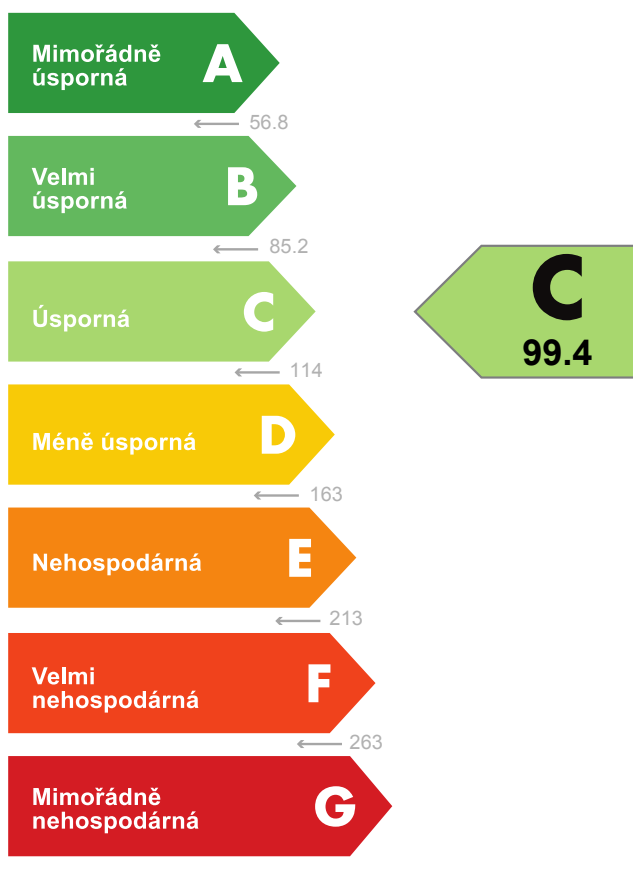 Mimořádně
úsporná
A
← 56.8
Velmi
úsporná
B
← 85.2
Úsporná
C
← 114
C
99.4
Méně úsporná
D
← 163
Nehospodárná
E
← 213
Velmi
nehospodárná
F
← 263
Mimořádně
nehospodárná
G